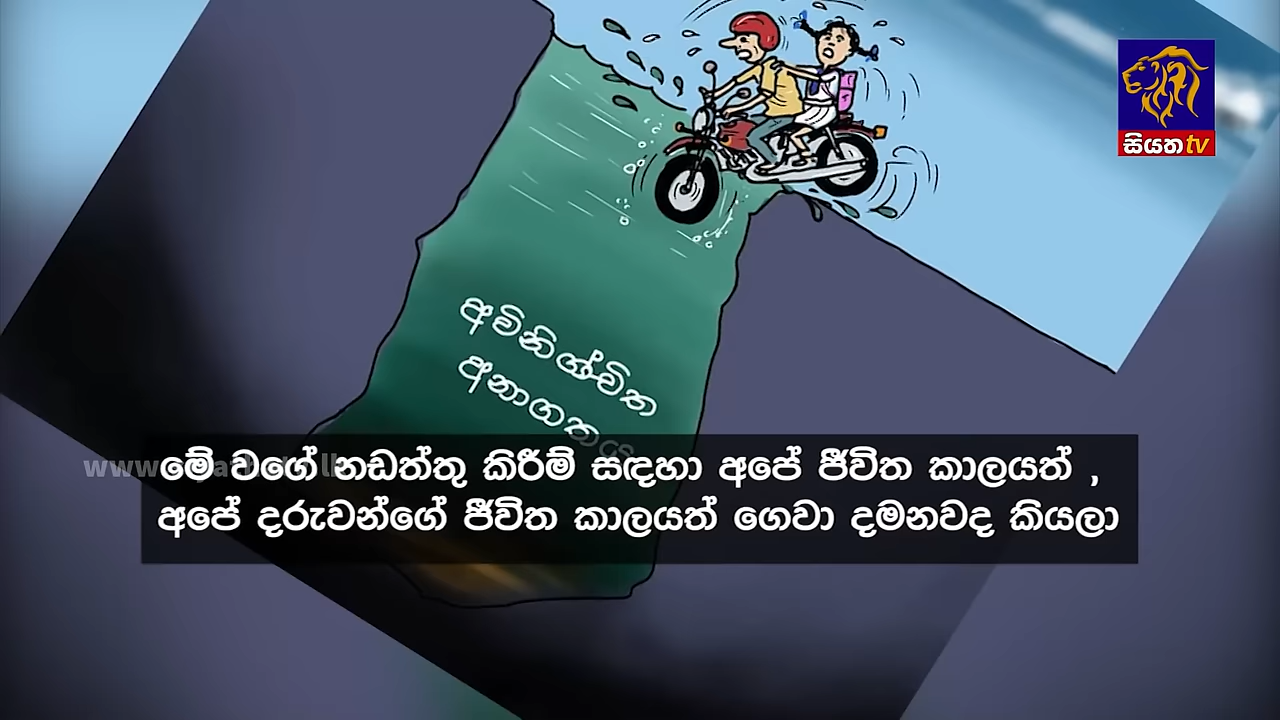 සියත tv
අවිනිශ්චිත
අනාගතය
මේ වගේ නඩත්තු කිරීම් සඳහා අපේ ජීවිත කාලයත් ,
අපේ දරුවන්ගේ ජීවිත කාලයත් ගෙවා දමනවද කියලා